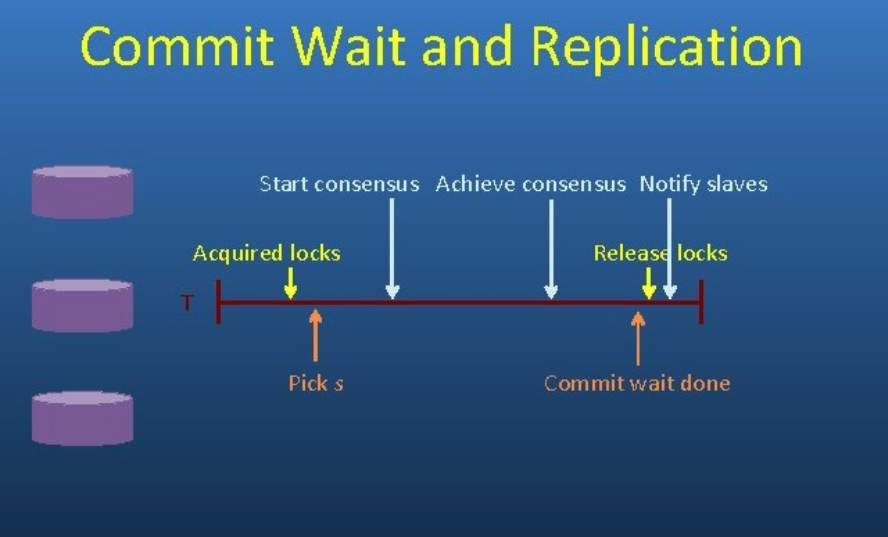 Commit Wait and Replication
Start consensus Achieve consensus Notify slaves
Acquired locks Release locks
T
Pick s Commit wait done